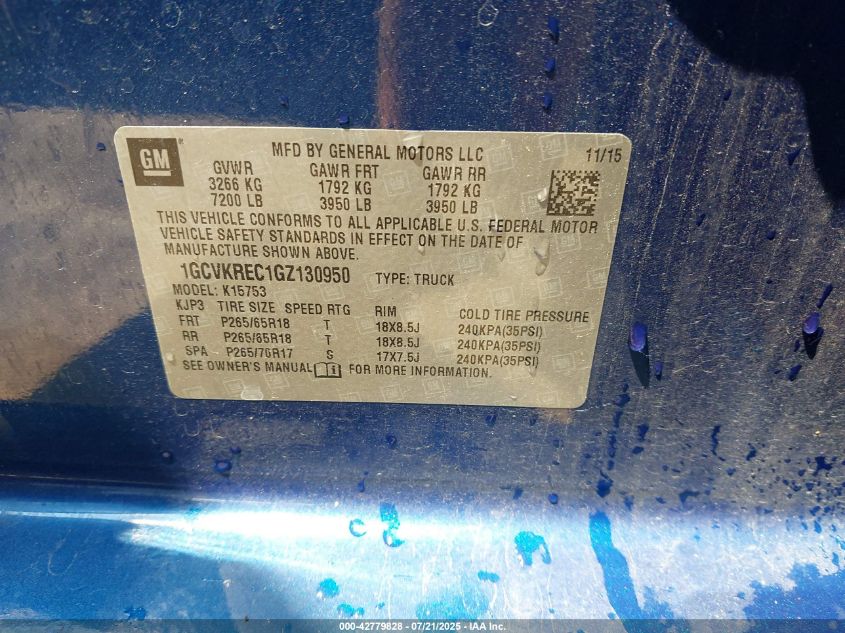 GM
MFD BY GENERAL MOTORS LLC 11/15
GVWR GAWR FRT GAWR RR
3266 KG 1792 KG 1792 KG
7200 LB 3950 LB 3950 LB
THIS VEHICLE CONFORMS TO ALL APPLICABLE U.S. FEDERAL MOTOR
VEHICLE SAFETY STANDARDS IN EFFECT ON THE DATE OF
MANUFACTURE SHOWN ABOVE.
1GCVKREC1GZ130950 TYPE: TRUCK
MODEL: K15753
KJP3 TIRE SIZE SPEED RTG RIM COLD TIRE PRESSURE
FRT P265/65R18 T 18X8.5J 240KPA(35PSI)
RR P265/65R18 T 18X8.5J 240KPA(35PSI)
SPA P265/70R17 S 17X7.5J 240KPA(35PSI)
SEE OWNER'S MANUAL FOR MORE INFORMATION.
000-42779828 - 07/21/2025 - IAA Inc.